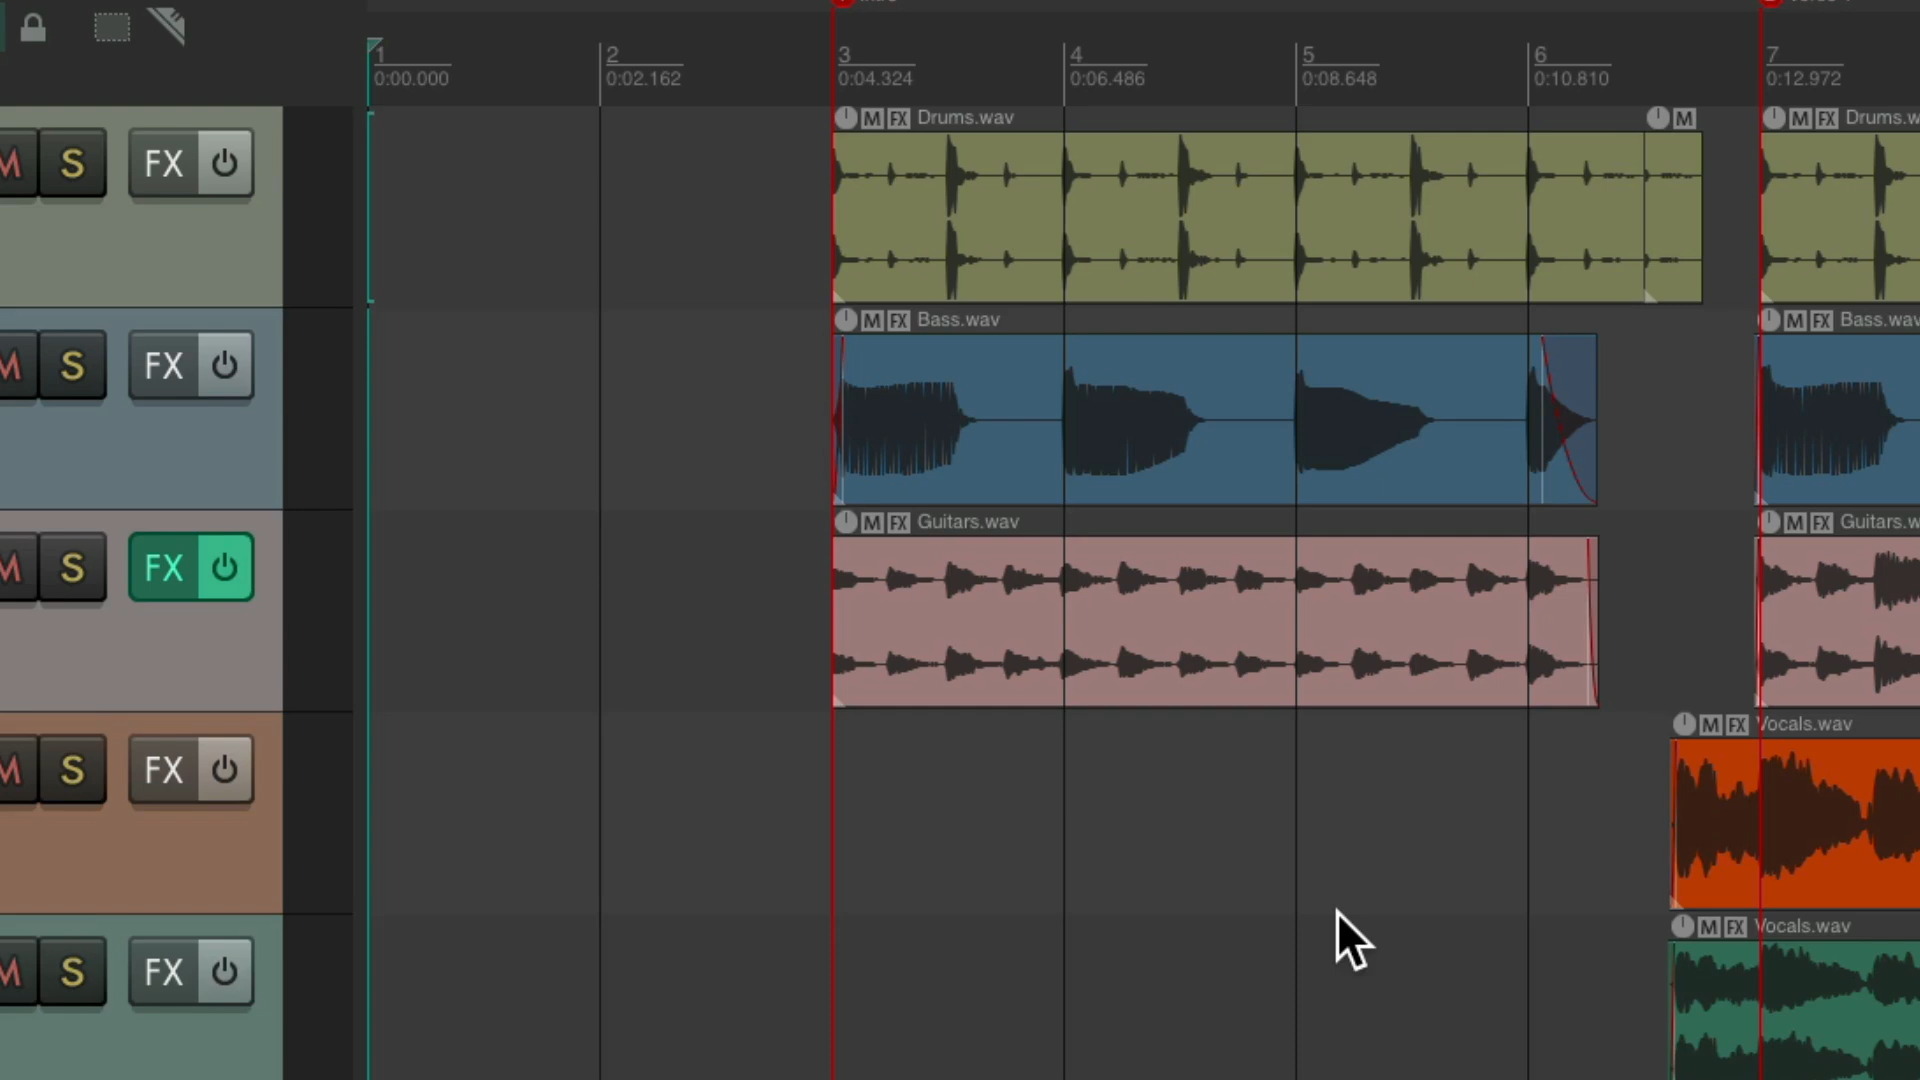 1 2 3 4 5 6 7
0:00.000 0:02.162 0:04.324 0:06.486 0:08.648 0:10.810 0:12.972
M FX Drums.wav M M FX Drums.w
M S FX
M FX Bass.wav M FX Bass.wav
M S FX
M FX Guitars.wav M FX Guitars.w
M S FX
M FX Vocals.wav
M S FX
M FX Vocals.wav
M S FX